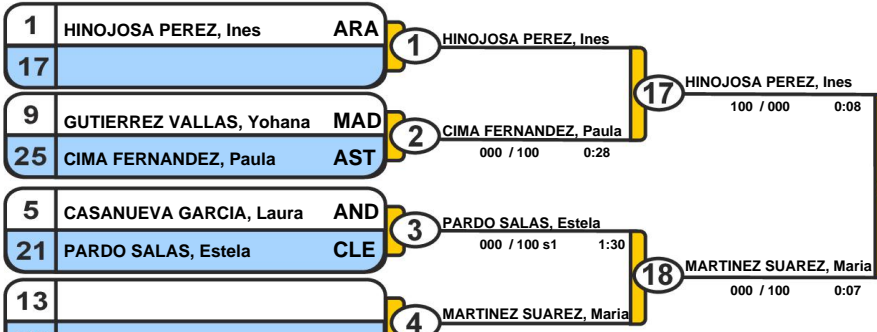 1 HINOJOSA PEREZ, Ines ARA
17
1 HINOJOSA PEREZ, Ines
9 GUTIERREZ VALLAS, Yohana MAD
25 CIMA FERNANDEZ, Paula AST
2 CIMA FERNANDEZ, Paula
000 / 100 0:28
17 HINOJOSA PEREZ, Ines
100 / 000 0:08
5 CASANUEVA GARCIA, Laura AND
21 PARDO SALAS, Estela CLE
3 PARDO SALAS, Estela
000 / 100 s1 1:30
13
4 MARTINEZ SUAREZ, Maria
18 MARTINEZ SUAREZ, Maria
000 / 100 0:07